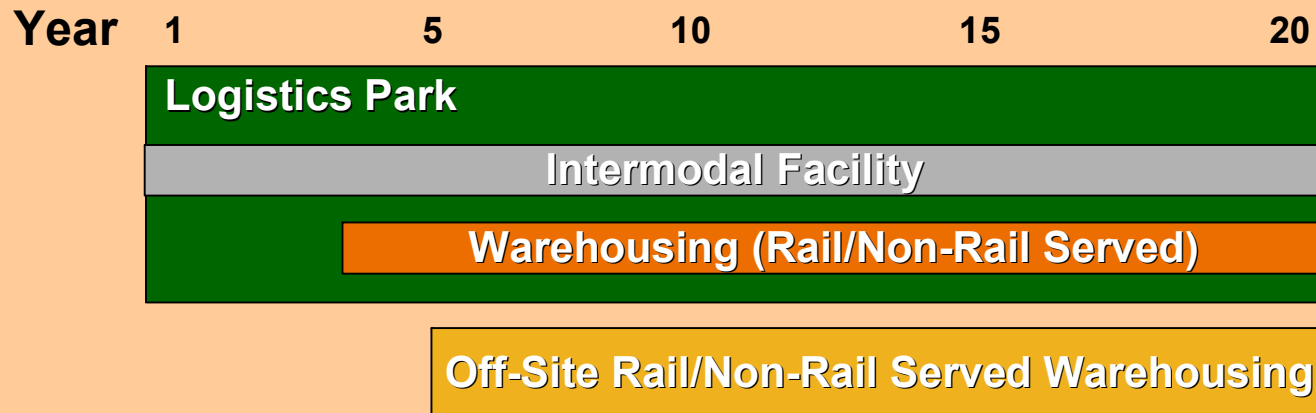 Year 1 5 10 15 20
Logistics Park
Intermodal Facility
Warehousing (Rail/Non-Rail Served)
Off-Site Rail/Non-Rail Served Warehousing